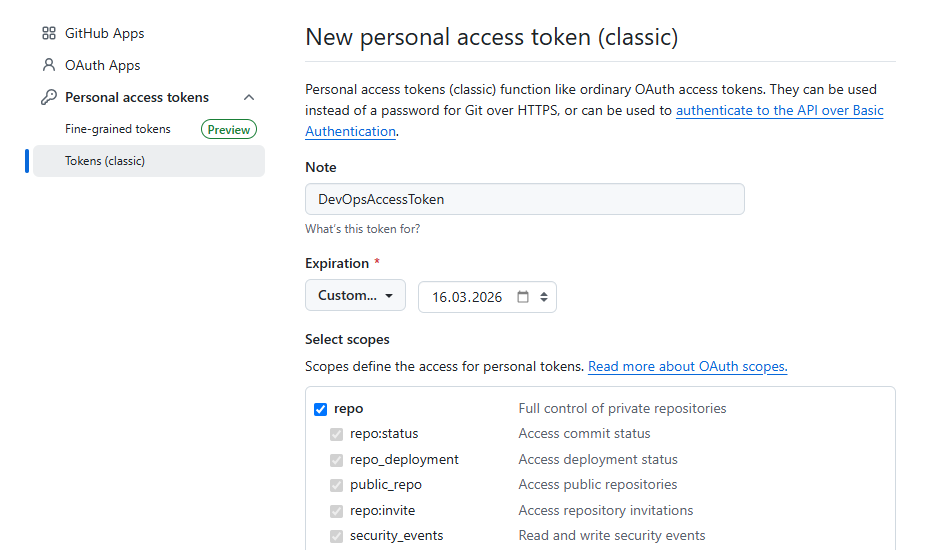 GitHub Apps
OAuth Apps
Personal access tokens
Fine-grained tokens Preview
Tokens (classic)
New personal access token (classic)
Personal access tokens (classic) function like ordinary OAuth access tokens. They can be used
instead of a password for Git over HTTPS, or can be used to authenticate to the API over Basic
Authentication.
Note
DevOpsAccessToken
What's this token for?
Expiration *
Custom... 16.03.2026
Select scopes
Scopes define the access for personal tokens. Read more about OAuth scopes.
repo Full control of private repositories
repo:status Access commit status
repo_deployment Access deployment status
public_repo Access public repositories
repo:invite Access repository invitations
security_events Read and write security events